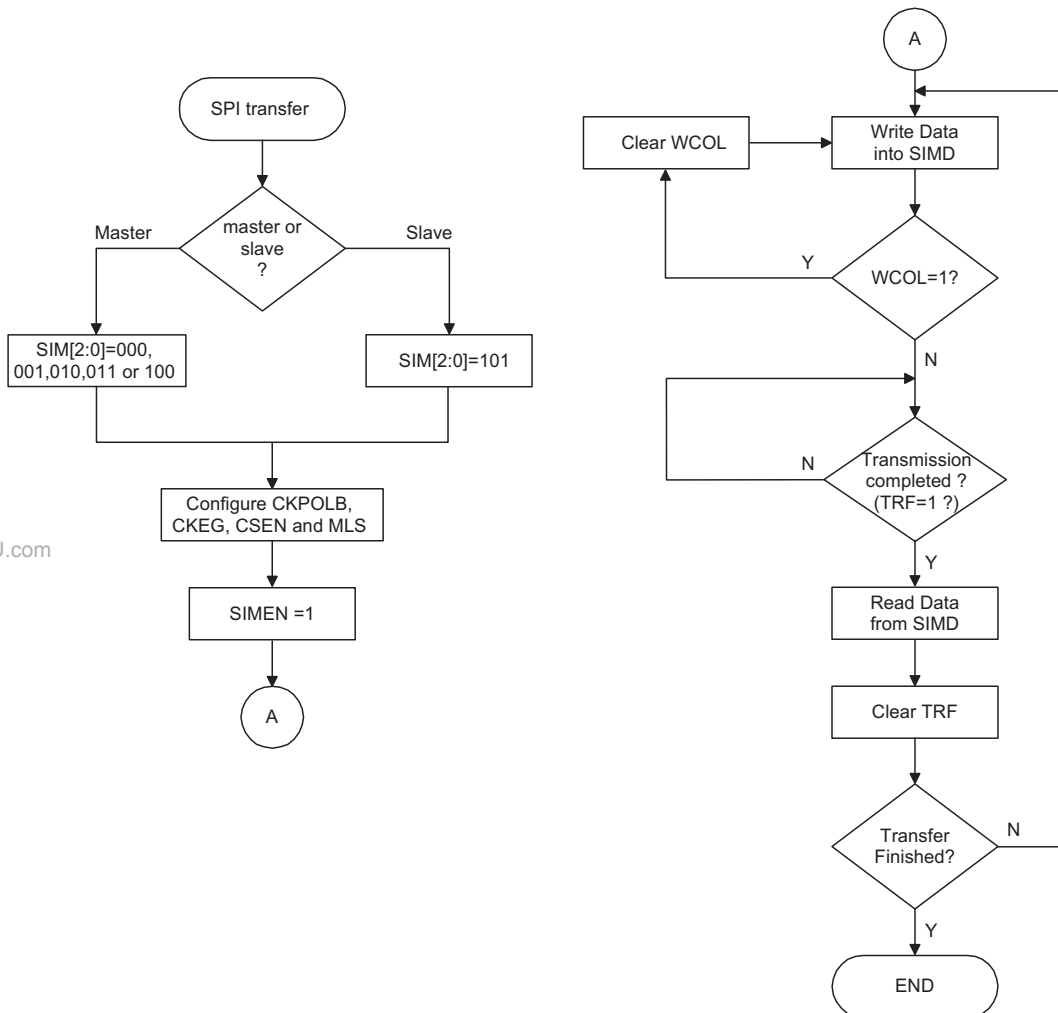 SPI transfer
master or
slave
?
Master
Slave
SIM[2:0]=000,
001,010,011 or 100
SIM[2:0]=101
Configure CKPOLB,
CKEG, CSEN and MLS
SIMEN =1
A
A
Write Data
into SIMD
Clear WCOL
WCOL=1?
Y
N
Transmission
completed ?
(TRF=1 ?)
N
Y
Read Data
from SIMD
Clear TRF
Transfer
Finished?
N
Y
END
.com